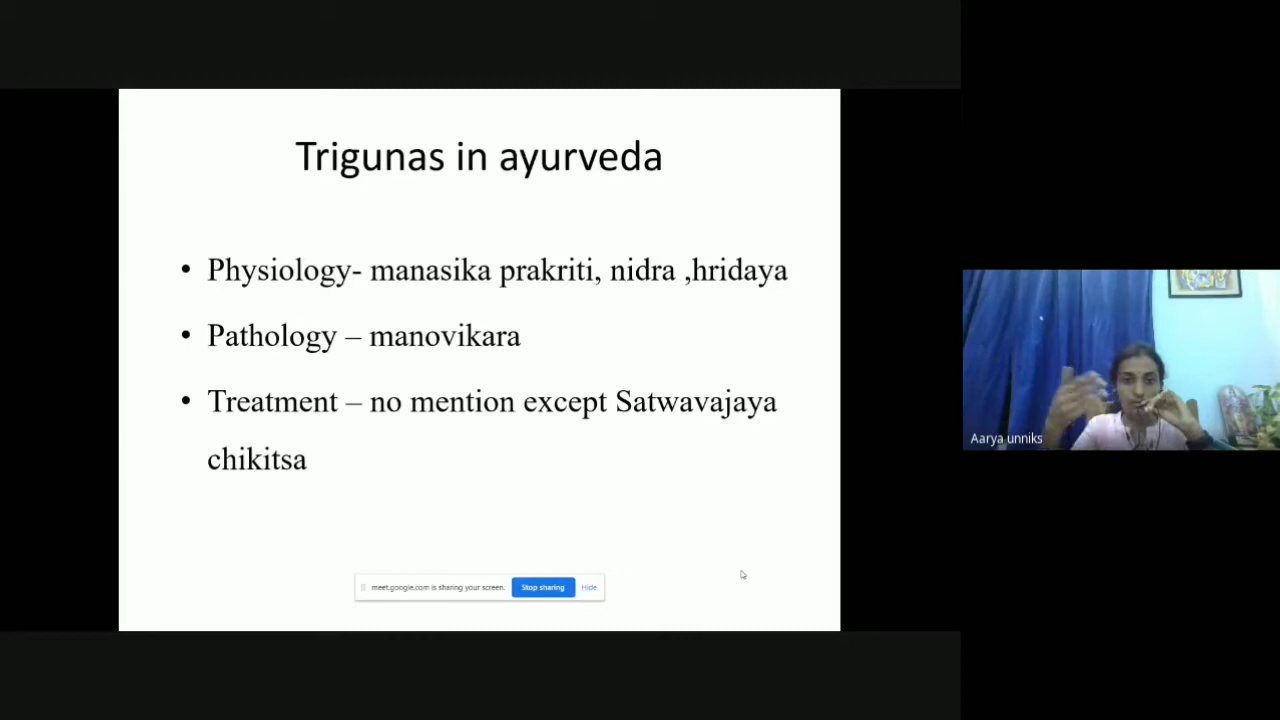 Trigunas in ayurveda
• Physiology- manasika prakriti, nidra ,hridaya
• Pathology – manovikara
• Treatment – no mention except Satwavajaya
chikitsa
meet.google.com is sharing your screen. Stop sharing Hide
Aarya unniks